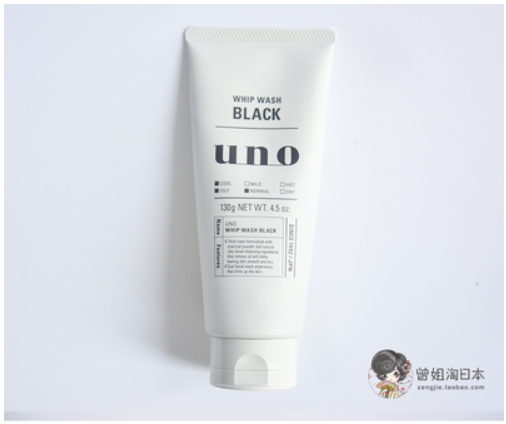 WHIP WASH
BLACK
uno
COOL MILD HOT
OILY NORMAL DRY
130g NET WT. 4.5 oz.
Name
UNO
WHIP WASH BLACK
Features
曾姐淘日本
zengjie.taobao.com